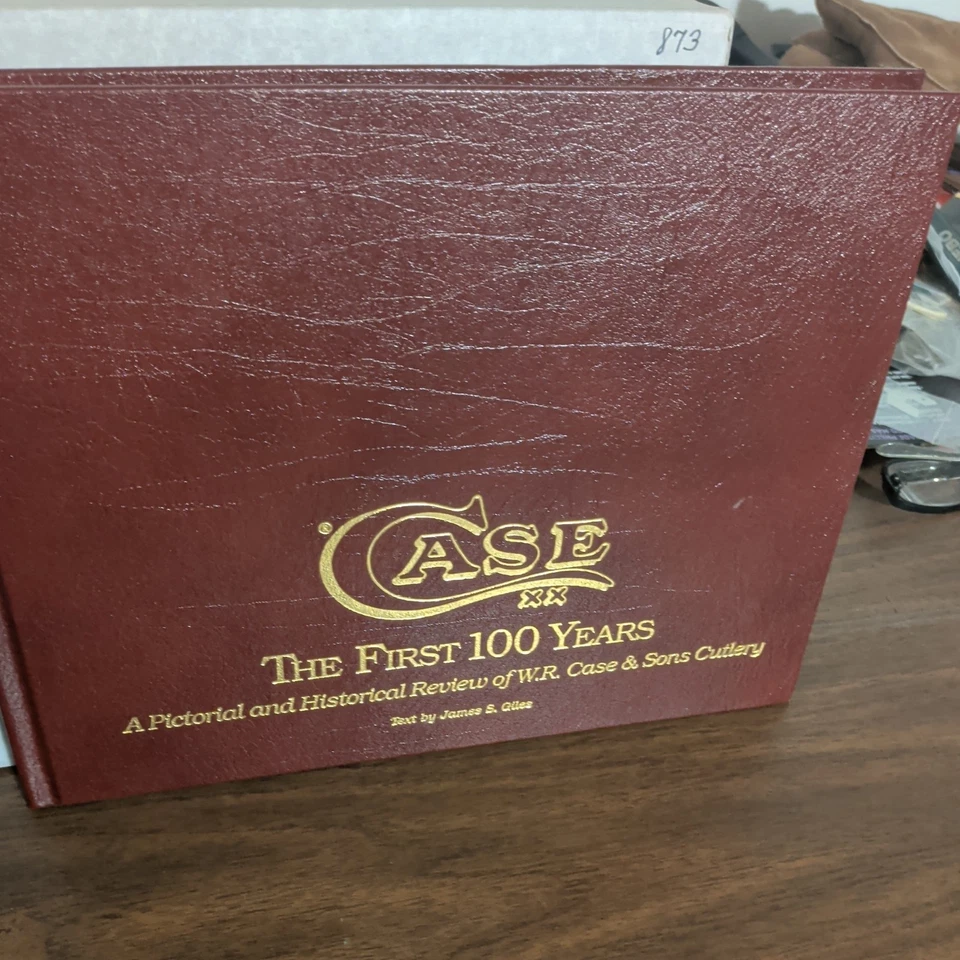 873
® CASE
XX
THE FIRST 100 YEARS
A Pictorial and Historical Review of W.R. Case & Sons Cutlery
Text by James S. Giles